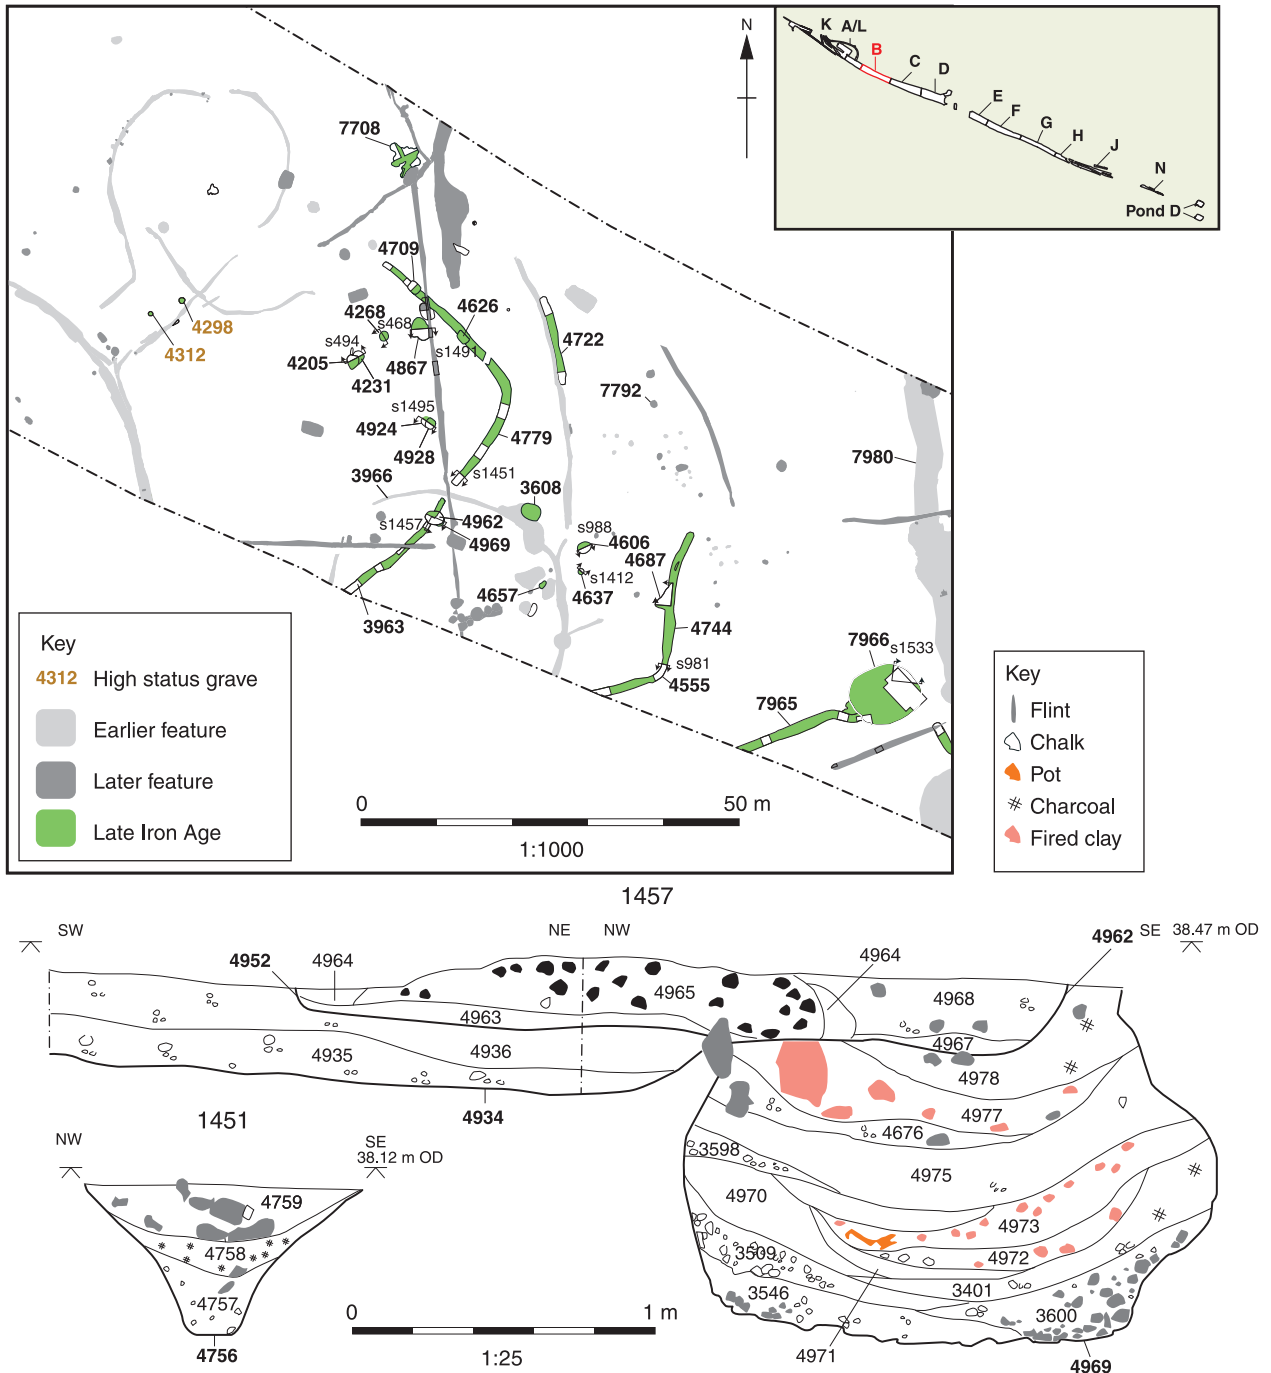 N
K
A/L
B
C
D
E
F
G
H
J
N
Pond D
7708
4709
4626
4268
s468
4298
4312
s494
4205
4231
4867
s1491
4722
7792
s1495
4924
4928
4779
3966
s1451
7980
3608
s1457
4962
4969
s988
4606
4687
s1412
4657
4637
3963
4744
7966
s1533
s981
4555
7965
Key
4312 High status grave
Earlier feature
Later feature
Late Iron Age
0 50 m
1:1000
Key
Flint
Chalk
Pot
Charcoal
Fired clay
1457
SW NE NW SE 38.47 m OD
4952 4964 4964 4962
4965 4968
4963 4967
4935 4936 4978
4934 4977
4676
3598 4975
4970
4973
3509 4972
3546 3401
3600
4971 4969
1451
NW SE
38.12 m OD
4759
4758
4757
4756
0 1 m
1:25